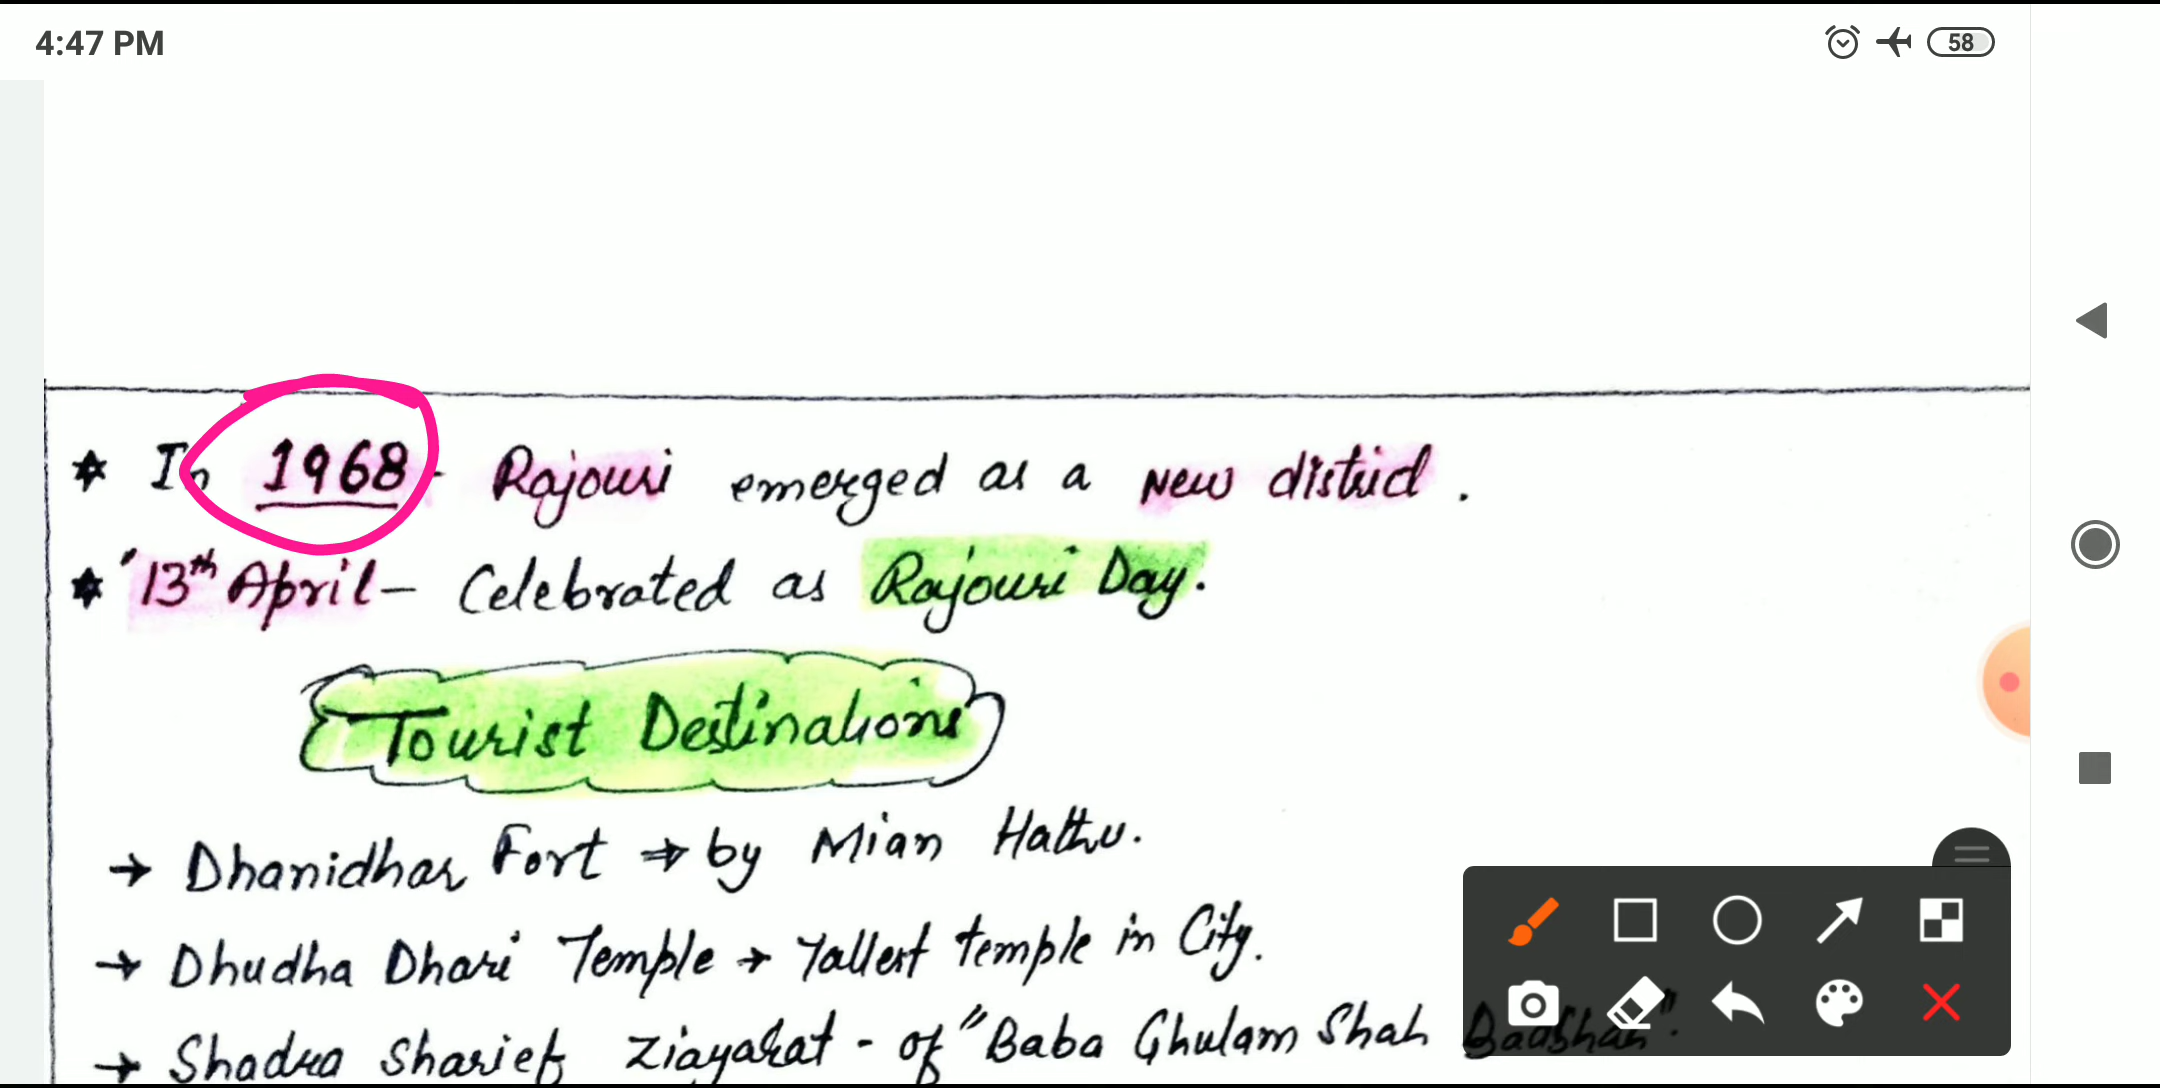 4:47 PM
58
☆ In 1968 - Rajouri emerged as a New district.
☆ "13th April - Celebrated as Rajouri Day.
Tourist Destinations
→ Dhanidhar Fort ⇒ by Mian Hathu.
→ Dhudha Dhari Temple → Tallest temple in City.
→ Shadra Sharief Ziayarat - of "Baba Ghulam Shah Badshah".